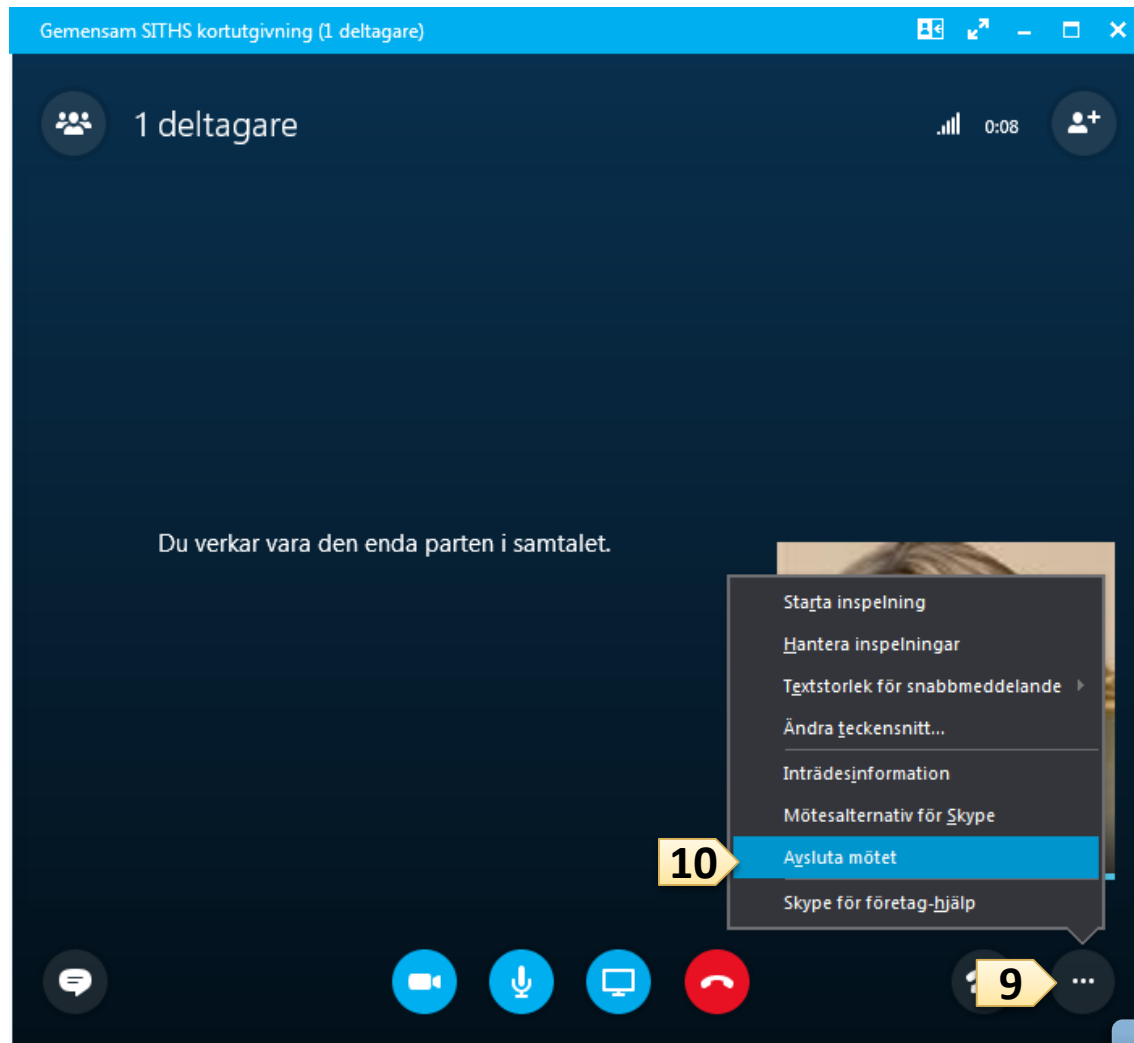 Gemensam SITHS kortutgivning (1 deltagare)
1 deltagare
0:08
Du verkar vara den enda parten i samtalet.
Starta inspelning
Hantera inspelningar
Textstorlek för snabbmeddelande
Ändra teckensnitt...
Inträdesinformation
Mötesalternativ för Skype
10
Avsluta mötet
Skype för företag-hjälp
9